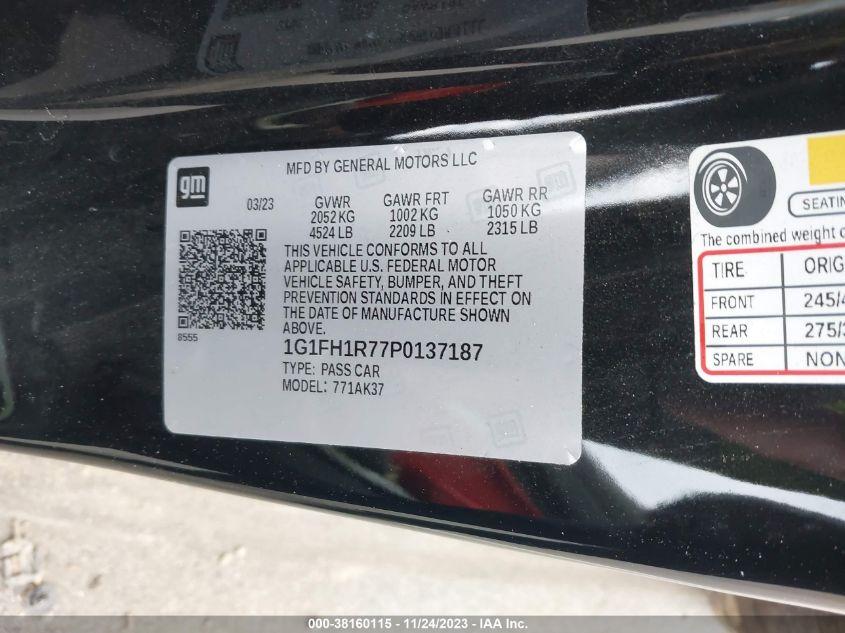 gm
MFD BY GENERAL MOTORS LLC
03/23
GVWR GAWR FRT GAWR RR
2052 KG 1002 KG 1050 KG
4524 LB 2209 LB 2315 LB
THIS VEHICLE CONFORMS TO ALL
APPLICABLE U.S. FEDERAL MOTOR
VEHICLE SAFETY, BUMPER, AND THEFT
PREVENTION STANDARDS IN EFFECT ON
THE DATE OF MANUFACTURE SHOWN
ABOVE.
8555
1G1FH1R77P0137187
TYPE: PASS CAR
MODEL: 771AK37
SEATIN
The combined weight o
TIRE ORIG
FRONT 245/4
REAR 275/3
SPARE NON
000-38160115 - 11/24/2023 - IAA Inc.